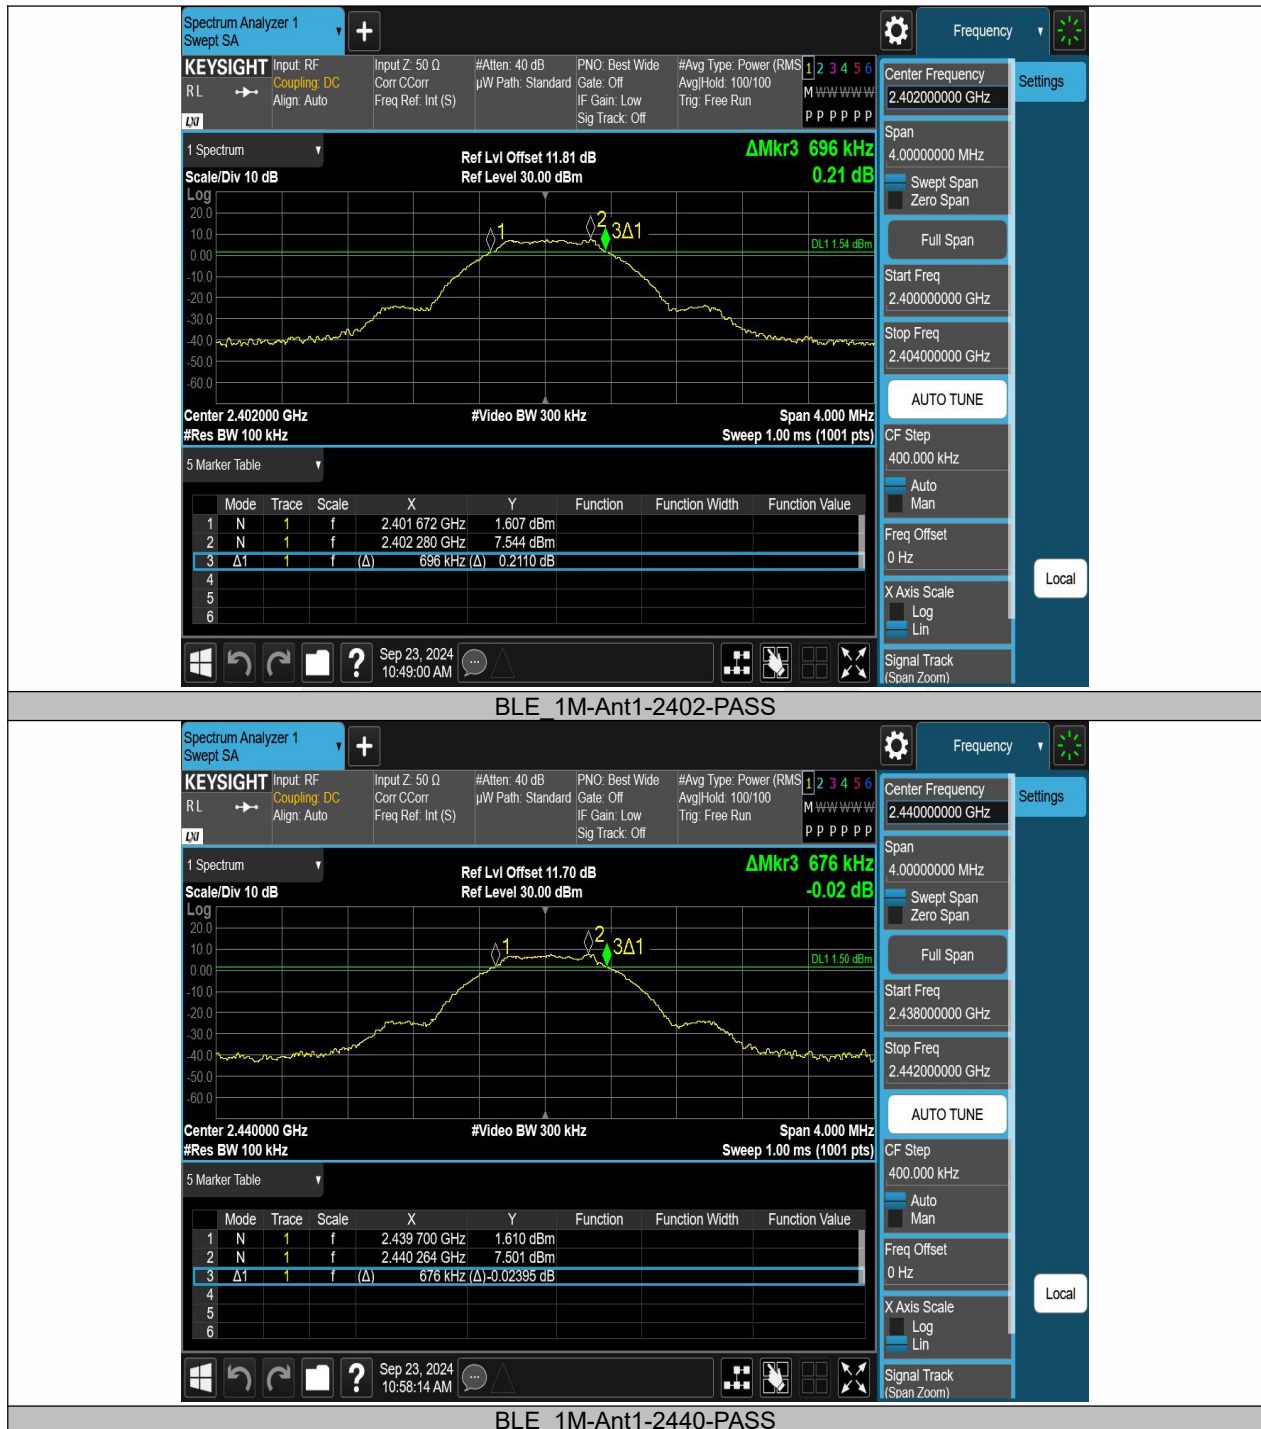 Spectrum Analyzer 1
Swept SA
+
Frequency
KEYSIGHT
RL
LXI
Input: RF
Coupling: DC
Align: Auto
Input Z: 50 Ω
Corr CCorr
Freq Ref: Int (S)
#Atten: 40 dB
µW Path: Standard
PNO: Best Wide
Gate: Off
IF Gain: Low
Sig Track: Off
#Avg Type: Power (RMS
Avg|Hold: 100/100
Trig: Free Run
1 2 3 4 5 6
M W W W W W
P P P P P P
1 Spectrum
Scale/Div 10 dB
Ref Lvl Offset 11.81 dB
Ref Level 30.00 dBm
ΔMkr3 696 kHz
0.21 dB
Log
20.0
10.0
0.00
-10.0
-20.0
-30.0
-40.0
-50.0
-60.0
1
2
3Δ1
DL1 1.54 dBm
Center 2.402000 GHz
#Res BW 100 kHz
#Video BW 300 kHz
Span 4.000 MHz
Sweep 1.00 ms (1001 pts)
5 Marker Table
Mode Trace Scale X Y Function Function Width Function Value
1 N 1 f 2.401 672 GHz 1.607 dBm
2 N 1 f 2.402 280 GHz 7.544 dBm
3 Δ1 1 f (Δ) 696 kHz (Δ) 0.2110 dB
4
5
6
?
Sep 23, 2024
10:49:00 AM
Center Frequency
2.402000000 GHz
Span
4.00000000 MHz
Swept Span
Zero Span
Full Span
Start Freq
2.400000000 GHz
Stop Freq
2.404000000 GHz
AUTO TUNE
CF Step
400.000 kHz
Auto
Man
Freq Offset
0 Hz
X Axis Scale
Log
Lin
Signal Track
(Span Zoom)
Settings
Local
BLE_1M-Ant1-2402-PASS
Spectrum Analyzer 1
Swept SA
+
Frequency
KEYSIGHT
RL
LXI
Input: RF
Coupling: DC
Align: Auto
Input Z: 50 Ω
Corr CCorr
Freq Ref: Int (S)
#Atten: 40 dB
µW Path: Standard
PNO: Best Wide
Gate: Off
IF Gain: Low
Sig Track: Off
#Avg Type: Power (RMS
Avg|Hold: 100/100
Trig: Free Run
1 2 3 4 5 6
M W W W W W
P P P P P P
1 Spectrum
Scale/Div 10 dB
Ref Lvl Offset 11.70 dB
Ref Level 30.00 dBm
ΔMkr3 676 kHz
-0.02 dB
Log
20.0
10.0
0.00
-10.0
-20.0
-30.0
-40.0
-50.0
-60.0
1
2
3Δ1
DL1 1.50 dBm
Center 2.440000 GHz
#Res BW 100 kHz
#Video BW 300 kHz
Span 4.000 MHz
Sweep 1.00 ms (1001 pts)
5 Marker Table
Mode Trace Scale X Y Function Function Width Function Value
1 N 1 f 2.439 700 GHz 1.610 dBm
2 N 1 f 2.440 264 GHz 7.501 dBm
3 Δ1 1 f (Δ) 676 kHz (Δ) -0.02395 dB
4
5
6
?
Sep 23, 2024
10:58:14 AM
Center Frequency
2.440000000 GHz
Span
4.00000000 MHz
Swept Span
Zero Span
Full Span
Start Freq
2.438000000 GHz
Stop Freq
2.442000000 GHz
AUTO TUNE
CF Step
400.000 kHz
Auto
Man
Freq Offset
0 Hz
X Axis Scale
Log
Lin
Signal Track
(Span Zoom)
Settings
Local
BLE_1M-Ant1-2440-PASS